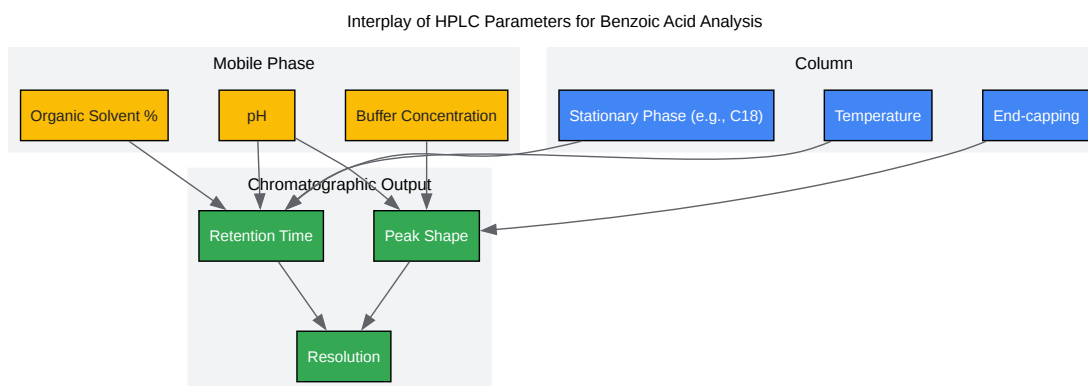 Interplay of HPLC Parameters for Benzoic Acid Analysis
Mobile Phase
Column
Organic Solvent %
pH
Buffer Concentration
Stationary Phase (e.g., C18)
Temperature
End-capping
Chromatographic Output
Retention Time
Peak Shape
Resolution